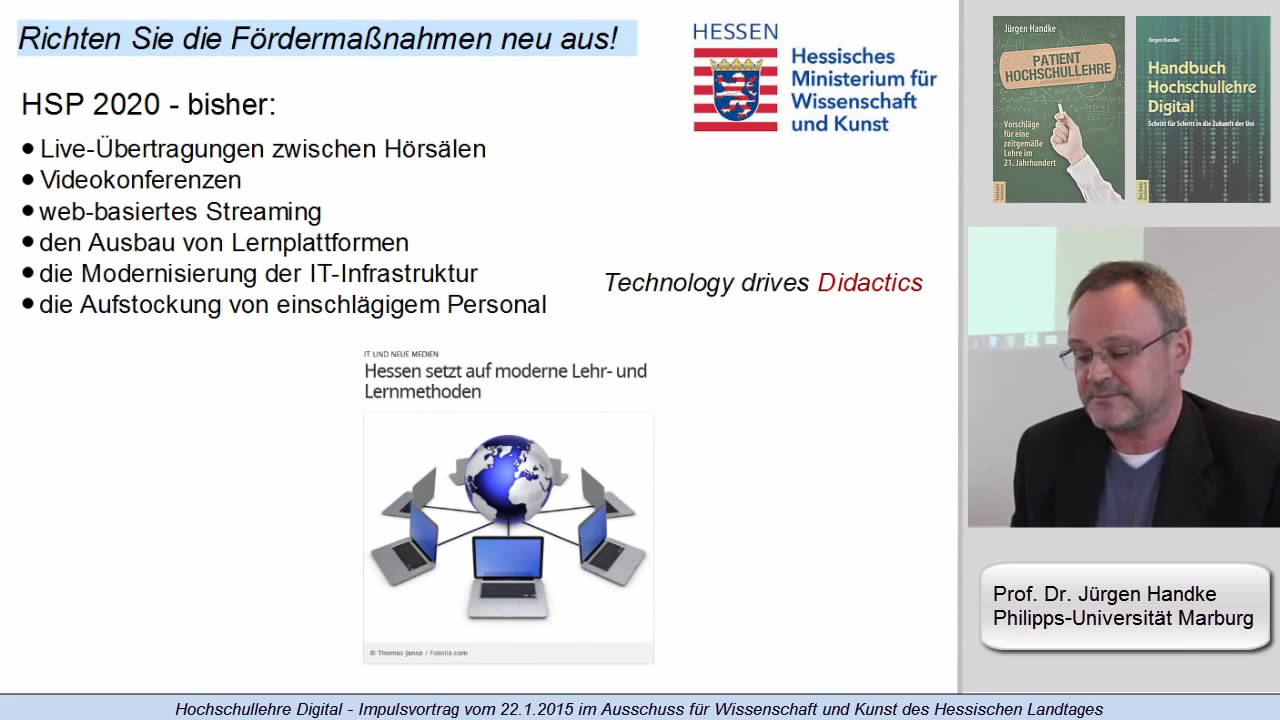 Richten Sie die Fördermaßnahmen neu aus!
HESSEN
Hessisches
Ministerium für
Wissenschaft
und Kunst
HSP 2020 - bisher:
● Live-Übertragungen zwischen Hörsälen
● Videokonferenzen
● web-basiertes Streaming
● den Ausbau von Lernplattformen
● die Modernisierung der IT-Infrastruktur
● die Aufstockung von einschlägigem Personal
Technology drives Didactics
IT UND NEUE MEDIEN
Hessen setzt auf moderne Lehr- und
Lernmethoden
© Thomas Jansa / Fotolia.com
Jürgen Handke
PATIENT
HOCHSCHULLEHRE
Vorschläge
für eine
zeitgemäße
Lehre im
21. Jahrhundert
Jürgen Handke
Handbuch
Hochschullehre
Digital
Schritt für Schritt in die Zukunft der Uni
Prof. Dr. Jürgen Handke
Philipps-Universität Marburg
Hochschullehre Digital - Impulsvortrag vom 22.1.2015 im Ausschuss für Wissenschaft und Kunst des Hessischen Landtages